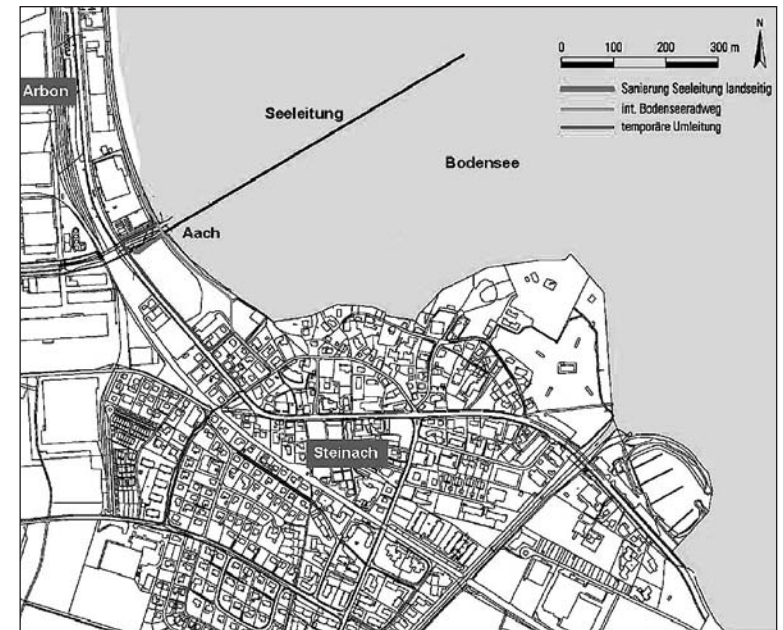 N
0 100 200 300 m
Sanierung Seeleitung landseitig
int. Bodenseeradweg
temporäre Umleitung
Arbon
Seeleitung
Bodensee
Aach
Steinach